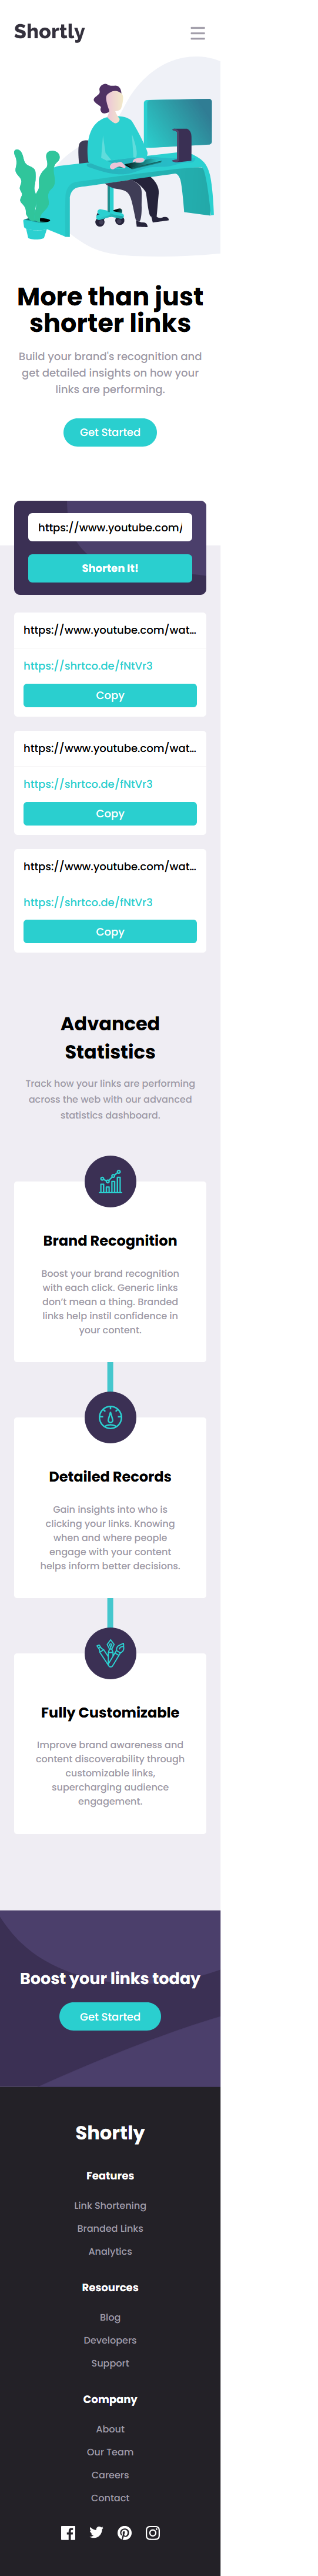 Shortly
More than just
shorter links
Build your brand's recognition and
get detailed insights on how your
links are performing.
Get Started
https://www.youtube.com/
Shorten It!
https://www.youtube.com/wat...
https://shrtco.de/fNtVr3
Copy
https://www.youtube.com/wat...
https://shrtco.de/fNtVr3
Copy
https://www.youtube.com/wat...
https://shrtco.de/fNtVr3
Copy
Advanced
Statistics
Track how your links are performing
across the web with our advanced
statistics dashboard.
Brand Recognition
Boost your brand recognition
with each click. Generic links
don't mean a thing. Branded
links help instil confidence in
your content.
Detailed Records
Gain insights into who is
clicking your links. Knowing
when and where people
engage with your content
helps inform better decisions.
Fully Customizable
Improve brand awareness and
content discoverability through
customizable links,
supercharging audience
engagement.
Boost your links today
Get Started
Shortly
Features
Link Shortening
Branded Links
Analytics
Resources
Blog
Developers
Support
Company
About
Our Team
Careers
Contact